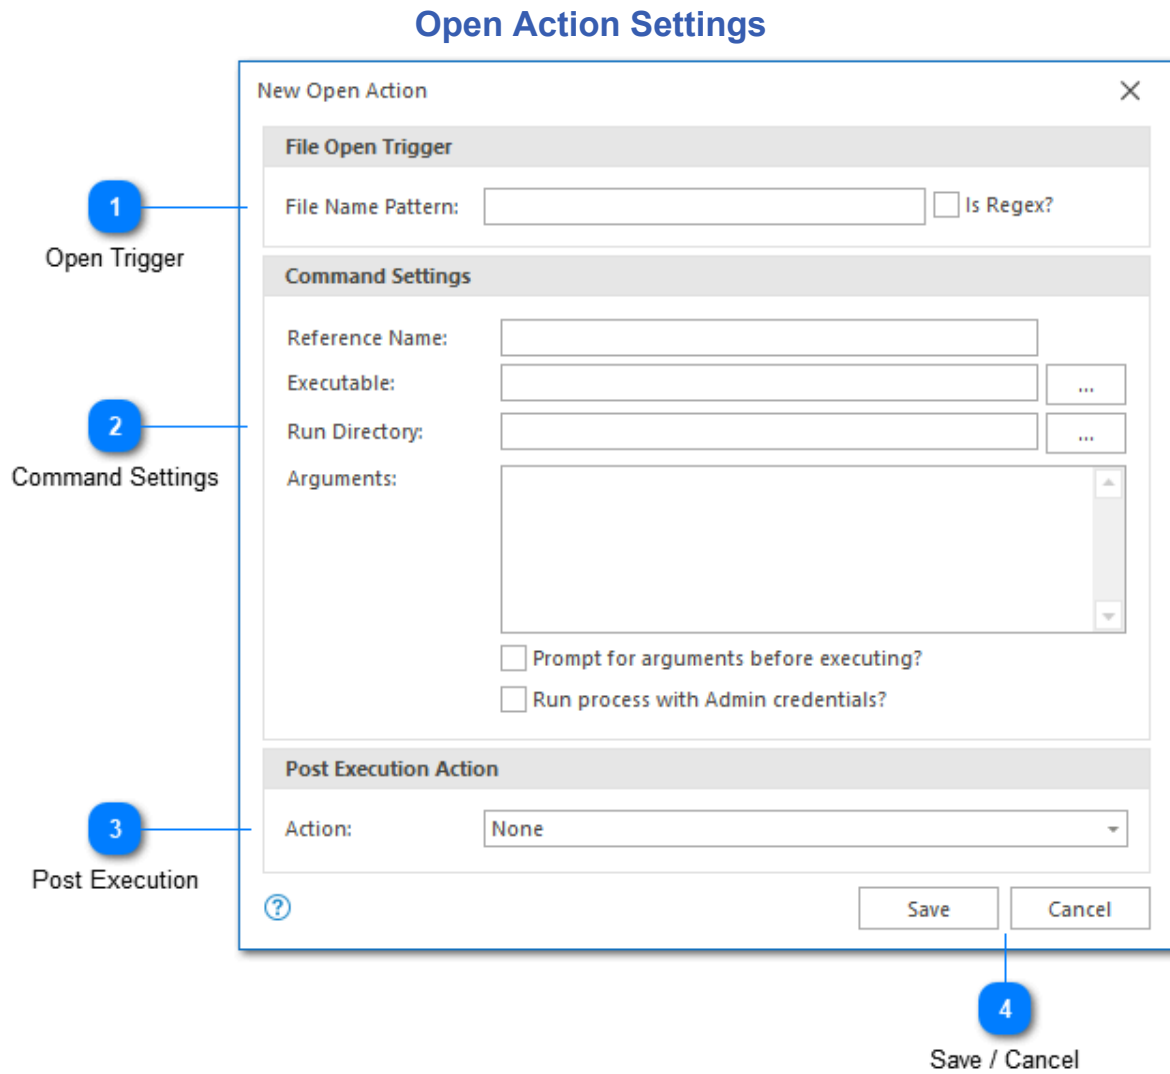 Open Action Settings
New Open Action
File Open Trigger
1
File Name Pattern:
Is Regex?
Open Trigger
Command Settings
Reference Name:
Executable:
...
2
Run Directory:
...
Command Settings
Arguments:
Prompt for arguments before executing?
Run process with Admin credentials?
Post Execution Action
3
Action:
None
Post Execution
?
Save
Cancel
4
Save / Cancel